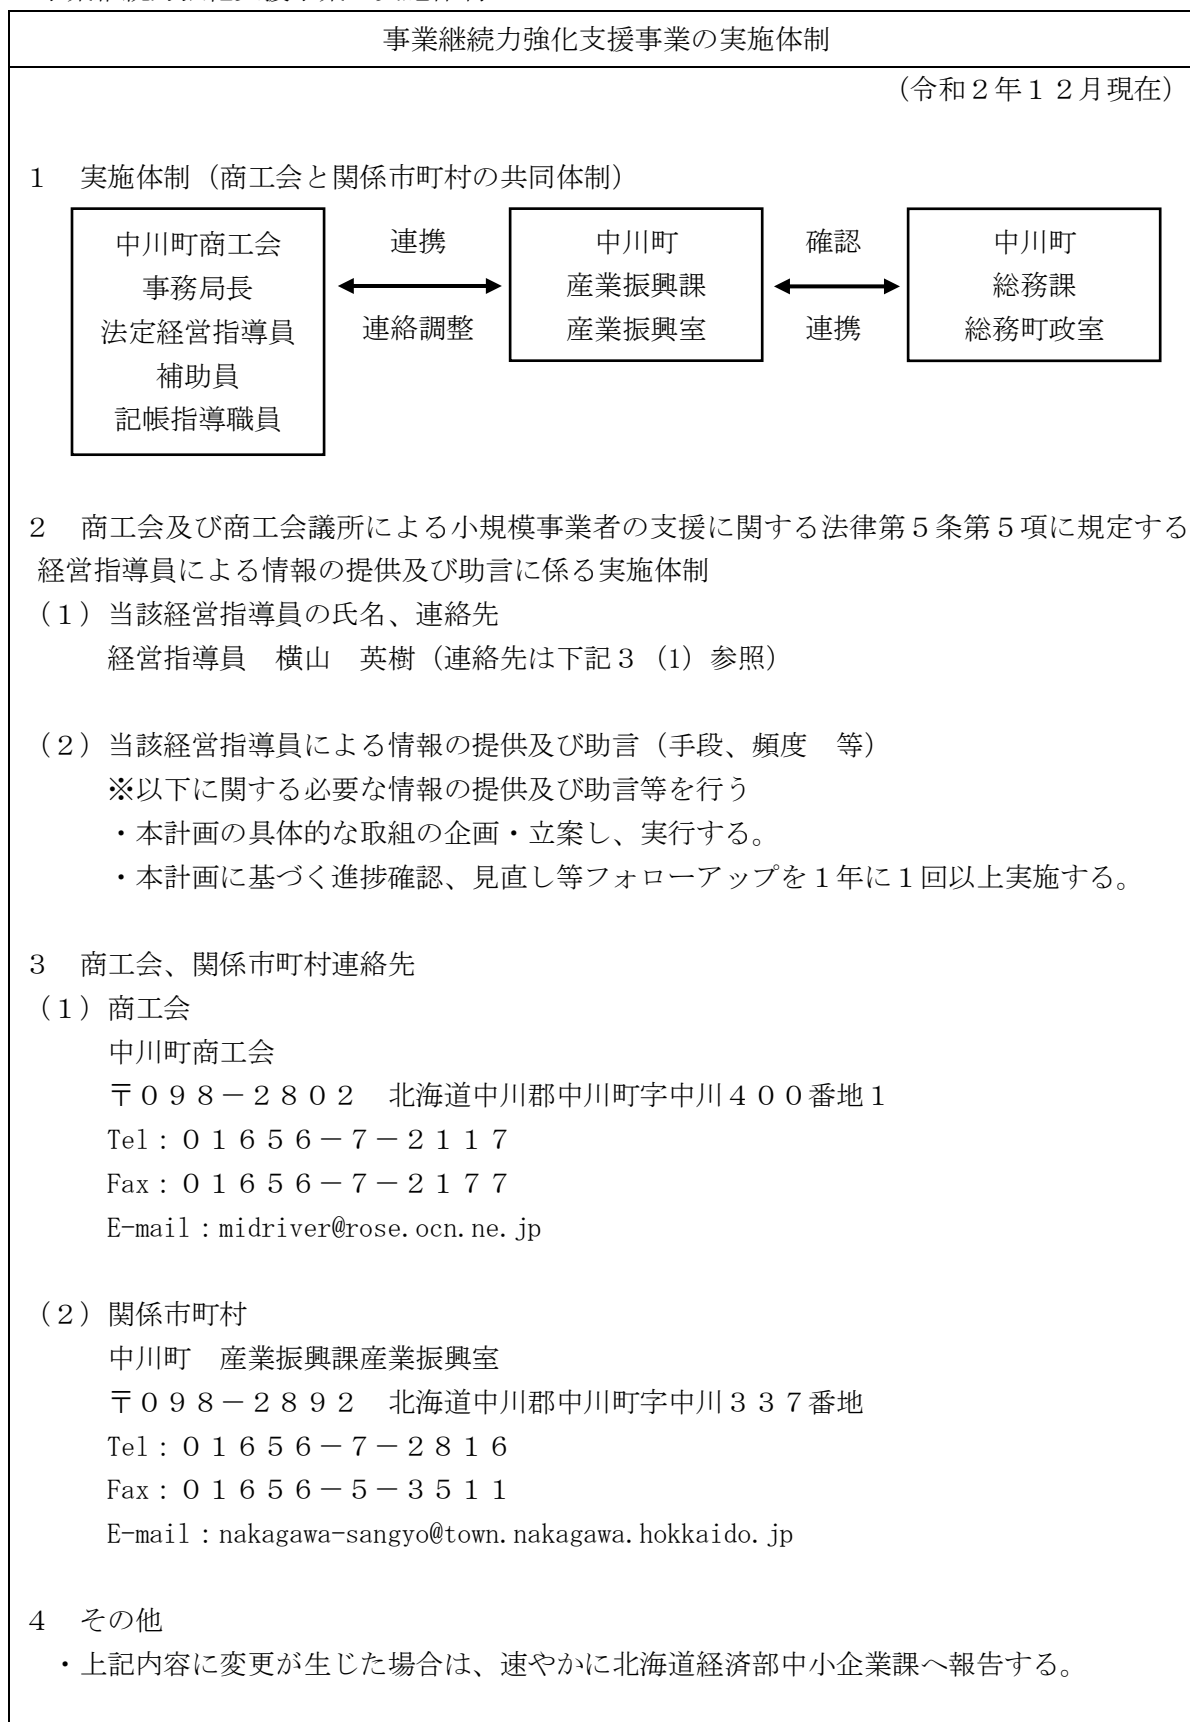 事業継続力強化支援事業の実施体制
（令和２年１２月現在）
１　実施体制（商工会と関係市町村の共同体制）
中川町商工会
事務局長
法定経営指導員
補助員
記帳指導職員
連携
連絡調整
中川町
産業振興課
産業振興室
確認
連携
中川町
総務課
総務町政室
２　商工会及び商工会議所による小規模事業者の支援に関する法律第５条第５項に規定する
経営指導員による情報の提供及び助言に係る実施体制
（１）当該経営指導員の氏名、連絡先
経営指導員　横山　英樹（連絡先は下記３（1）参照）
（２）当該経営指導員による情報の提供及び助言（手段、頻度　等）
※以下に関する必要な情報の提供及び助言等を行う
・本計画の具体的な取組の企画・立案し、実行する。
・本計画に基づく進捗確認、見直し等フォローアップを１年に１回以上実施する。
３　商工会、関係市町村連絡先
（１）商工会
中川町商工会
〒０９８－２８０２　北海道中川郡中川町字中川４００番地１
Tel：０１６５６－７－２１１７
Fax：０１６５６－７－２１７７
E-mail：midriver@rose.ocn.ne.jp
（２）関係市町村
中川町　産業振興課産業振興室
〒０９８－２８９２　北海道中川郡中川町字中川３３７番地
Tel：０１６５６－７－２８１６
Fax：０１６５６－５－３５１１
E-mail：nakagawa-sangyo@town.nakagawa.hokkaido.jp
４　その他
・上記内容に変更が生じた場合は、速やかに北海道経済部中小企業課へ報告する。